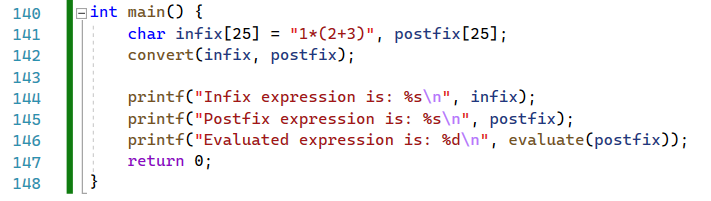 140 int main() {
141 char infix[25] = "1*(2+3)", postfix[25];
142 convert(infix, postfix);
143
144 printf("Infix expression is: %s\n", infix);
145 printf("Postfix expression is: %s\n", postfix);
146 printf("Evaluated expression is: %d\n", evaluate(postfix));
147 return 0;
148 }